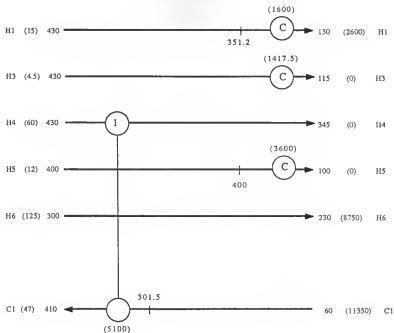 (1600)
H1 (15) 430 C 150 (2600) H1
351.2
(1417.5)
H3 (4.5) 430 C 115 (0) H3
H4 (60) 430 1 345 (0) H4
(3600)
H5 (12) 400 C 100 (0) H5
400
H6 (125) 300 230 (8750) H6
301.5
C1 (47) 410 60 (11350) C1
(5100)